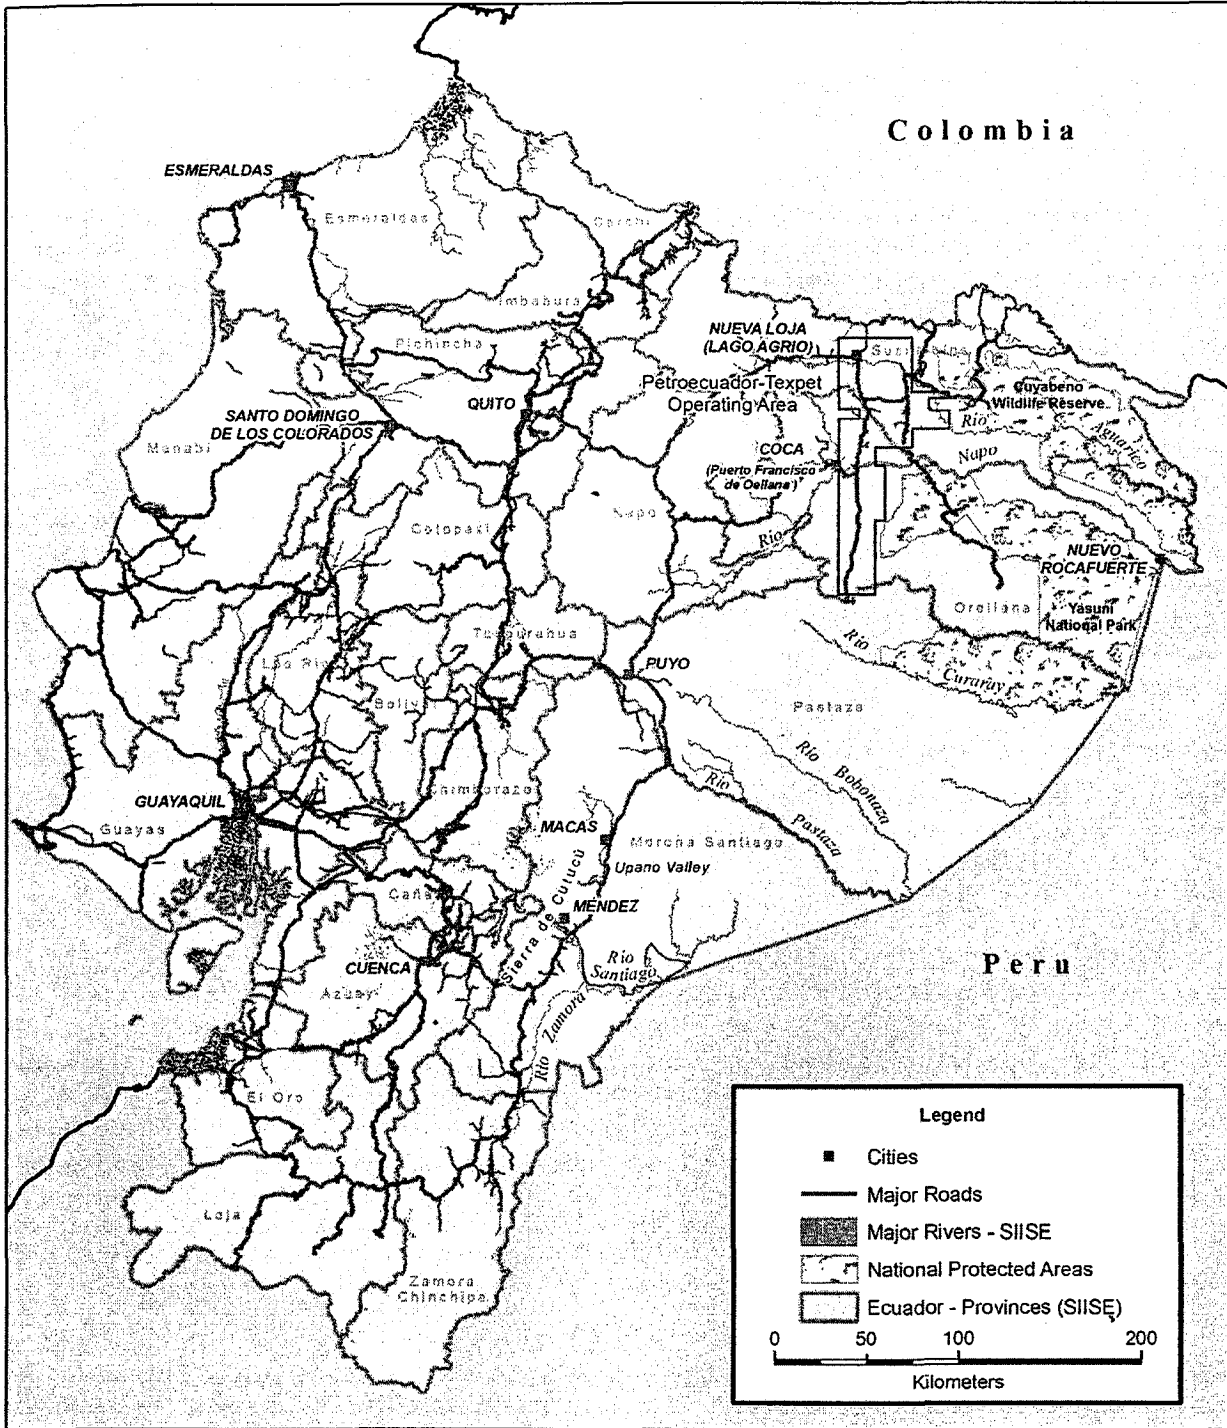 Colombia
ESMERALDAS
Esmeraldas
Carchi
Imbabura
NUEVA LOJA
(LAGO AGRIO)
Pichincha
Petroecuador-Texpet
Operating Area
Cuyabeno
Wildlife Reserve
QUITO
SANTO DOMINGO
DE LOS COLORADOS
Rio
Aguarico
Manabi
COCA
(Puerto Francisco
de Oellana)
Napo
Napo
Cotopaxi
Rio
NUEVO
ROCAFUERTE
Orellana
Yasuni
National Park
Tungurahua
Rio
Curaray
Los Rios
PUYO
Bolivar
Pastaza
Rio
Bobonaza
Chimborazo
Rio
Pastaza
GUAYAQUIL
Guayas
MACAS
Morona Santiago
Upano Valley
Cañar
Sierra de Cutucú
MÉNDEZ
CUENCA
Rio
Santiago
Peru
Azuay
Rio Zamora
El Oro
Loja
Zamora
Chinchipe
Legend
Cities
Major Roads
Major Rivers - SIISE
National Protected Areas
Ecuador - Provinces (SIISE)
0 50 100 200
Kilometers